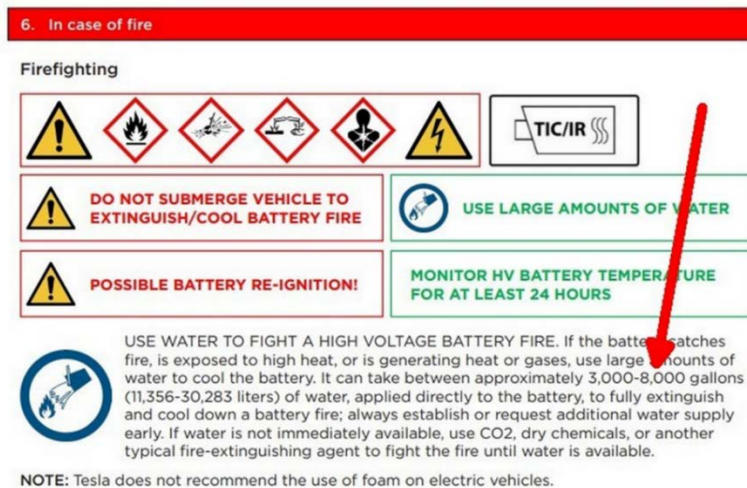 6. In case of fire
Firefighting
TIC/IR
DO NOT SUBMERGE VEHICLE TO
EXTINGUISH/COOL BATTERY FIRE
USE LARGE AMOUNTS OF WATER
POSSIBLE BATTERY RE-IGNITION!
MONITOR HV BATTERY TEMPERATURE
FOR AT LEAST 24 HOURS
USE WATER TO FIGHT A HIGH VOLTAGE BATTERY FIRE. If the battery catches
fire, is exposed to high heat, or is generating heat or gases, use large amounts of
water to cool the battery. It can take between approximately 3,000-8,000 gallons
(11,356-30,283 liters) of water, applied directly to the battery, to fully extinguish
and cool down a battery fire; always establish or request additional water supply
early. If water is not immediately available, use CO2, dry chemicals, or another
typical fire-extinguishing agent to fight the fire until water is available.
NOTE: Tesla does not recommend the use of foam on electric vehicles.